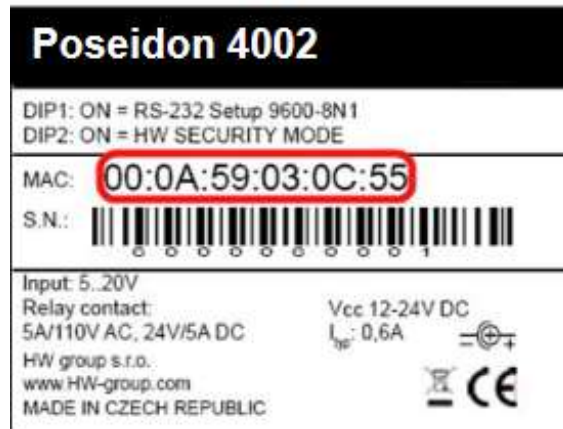 Poseidon 4002
DIP1: ON = RS-232 Setup 9600-8N1
DIP2: ON = HW SECURITY MODE
MAC: 00:0A:59:03:0C:55
S.N.:
0 0 0 0 0 0 0 0 0 1
Input: 5..20V
Relay contact:
5A/110V AC, 24V/5A DC
Vcc 12-24V DC
Ityp: 0,6A
HW group s.r.o.
www.HW-group.com
MADE IN CZECH REPUBLIC
CE